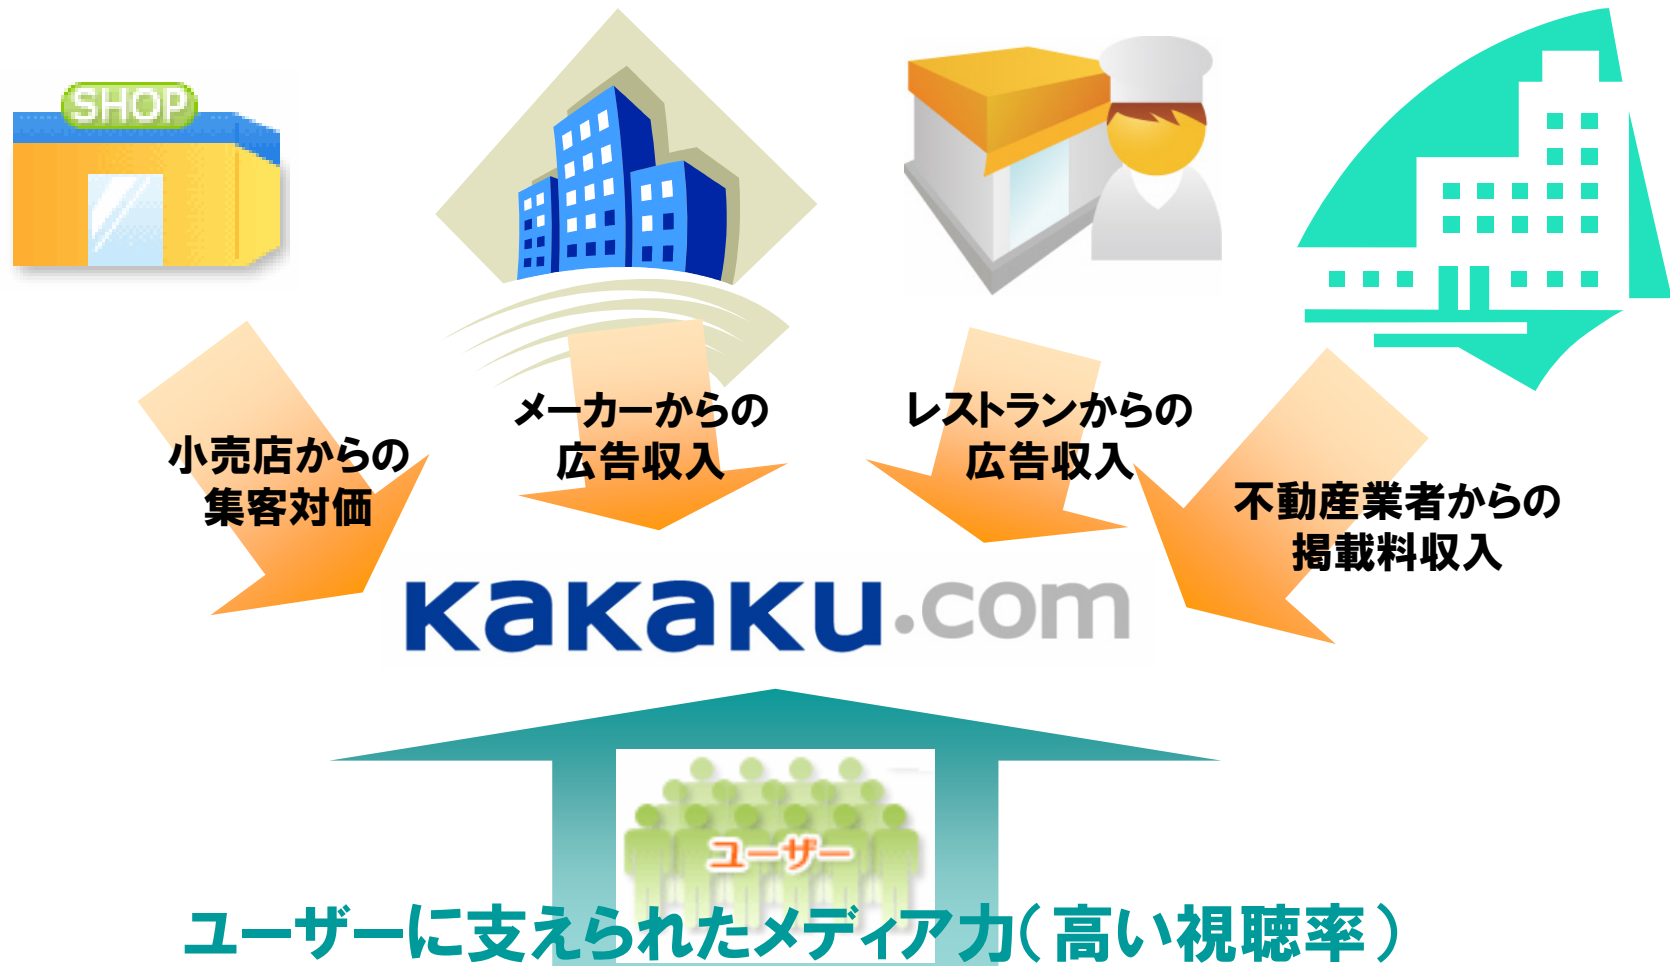 SHOP
メーカーからの
広告収入
レストランからの
広告収入
小売店からの
集客対価
不動産業者からの
掲載料収入
kakaku.com
ユーザー
ユーザーに支えられたメディア力(高い視聴率)